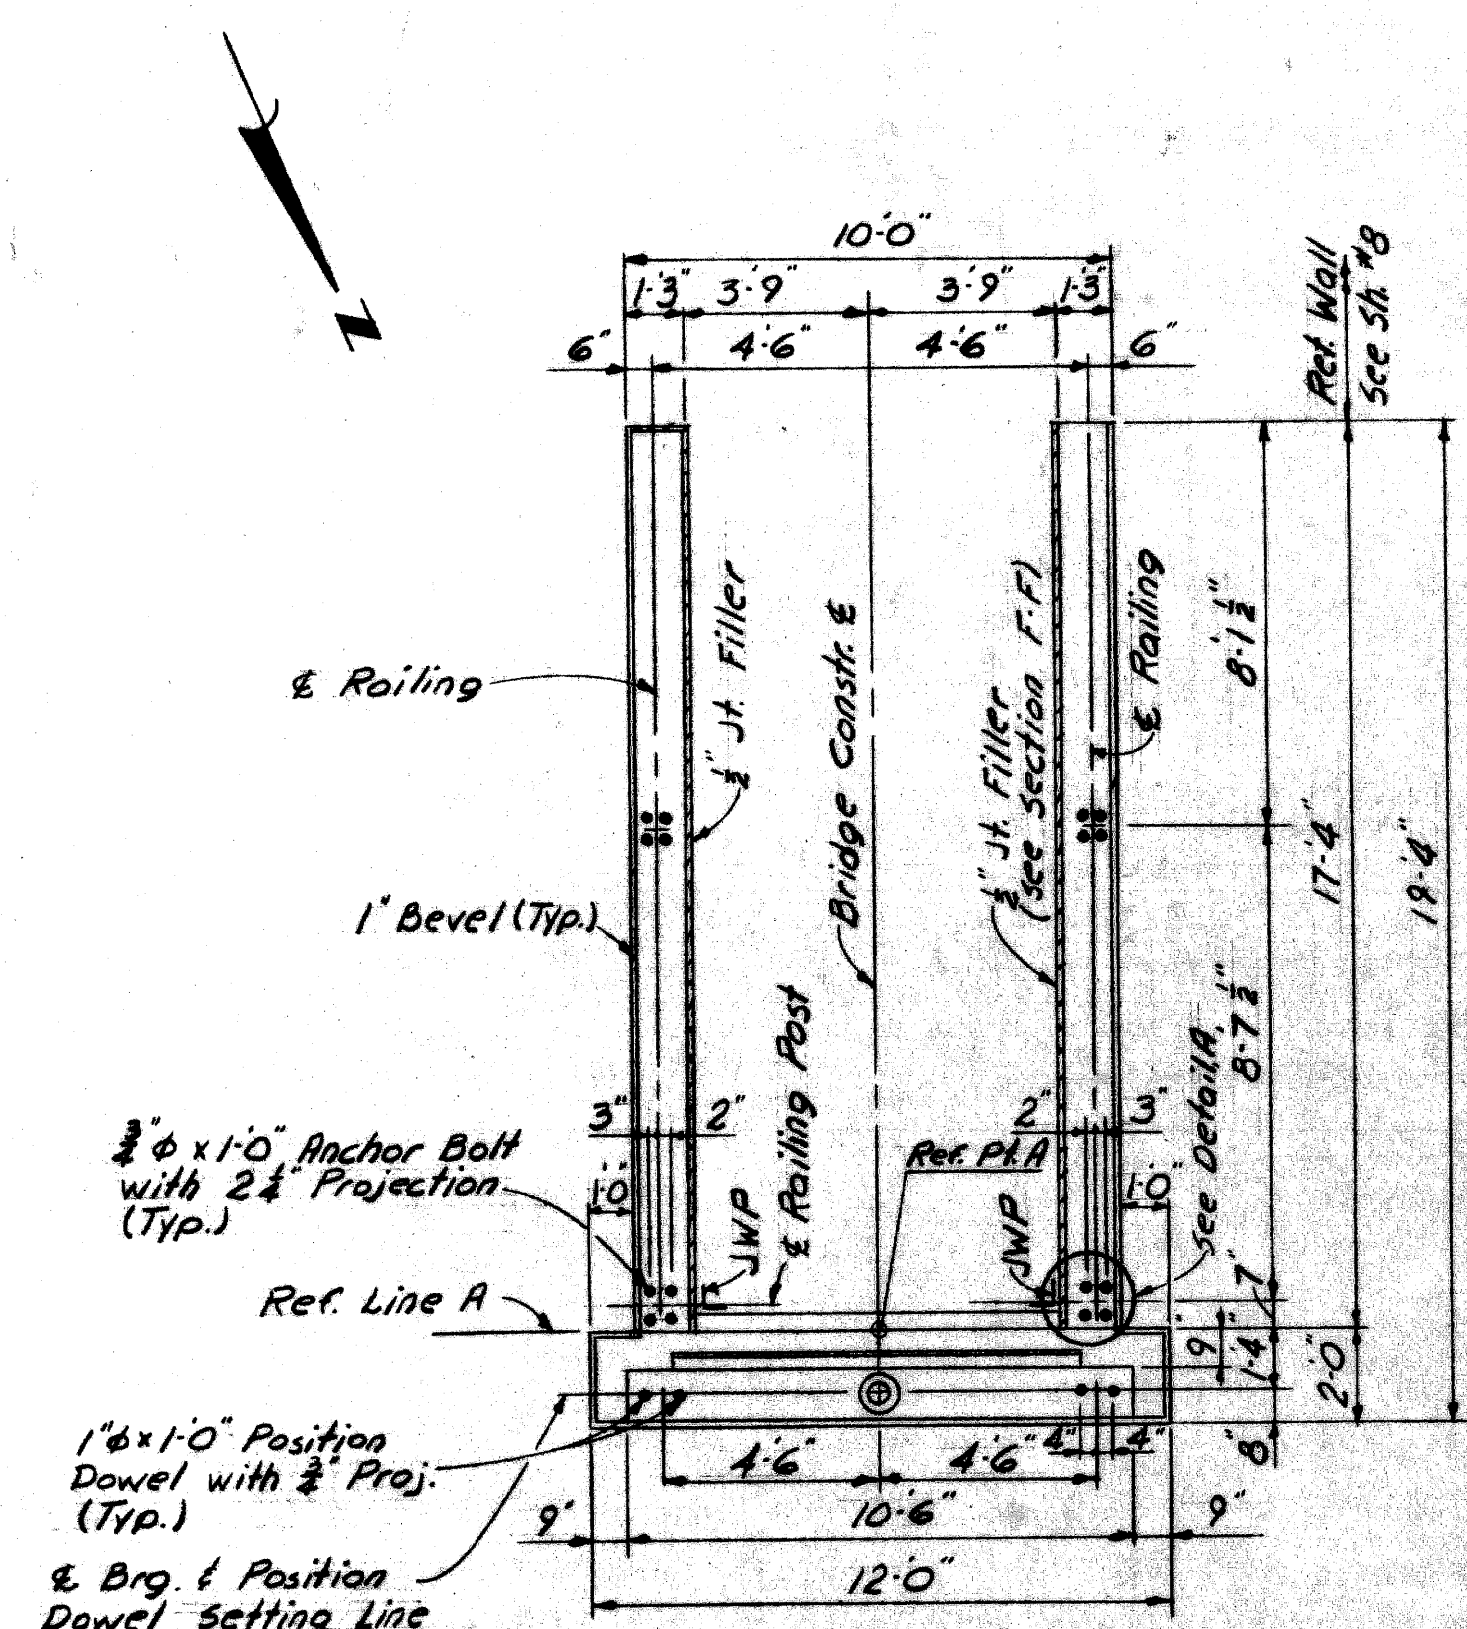 10'-0"
1'-3" 3'-9" 3'-9" 1'-3"
6" 4'-6" 4'-6" 6"
Ret. Wall
See Sh. #8
N
℄ Railing
½" Jt. Filler
Bridge Constr. ℄
½" Jt. Filler
(see Section F-F)
℄ Railing
8'-1½"
17'-4"
19'-4"
1" Bevel (Typ.)
8'-7½"
See Detail A
3" 2" 2" 3"
¾" φ x 1'-0" Anchor Bolt
with 2¼" Projection
(Typ.)
1'-0"
JWP
℄ Railing Post
Ref. Pt. A
JWP
1'-0"
Ref. Line A
7"
9"
1'-4"
2'-0"
8"
1" φ x 1'-0" Position
Dowel with ¾" Proj.
(Typ.)
4'-6" 4'-6" 4" 4"
9" 10'-6" 9"
12'-0"
℄ Brg. & Position
Dowel Setting Line